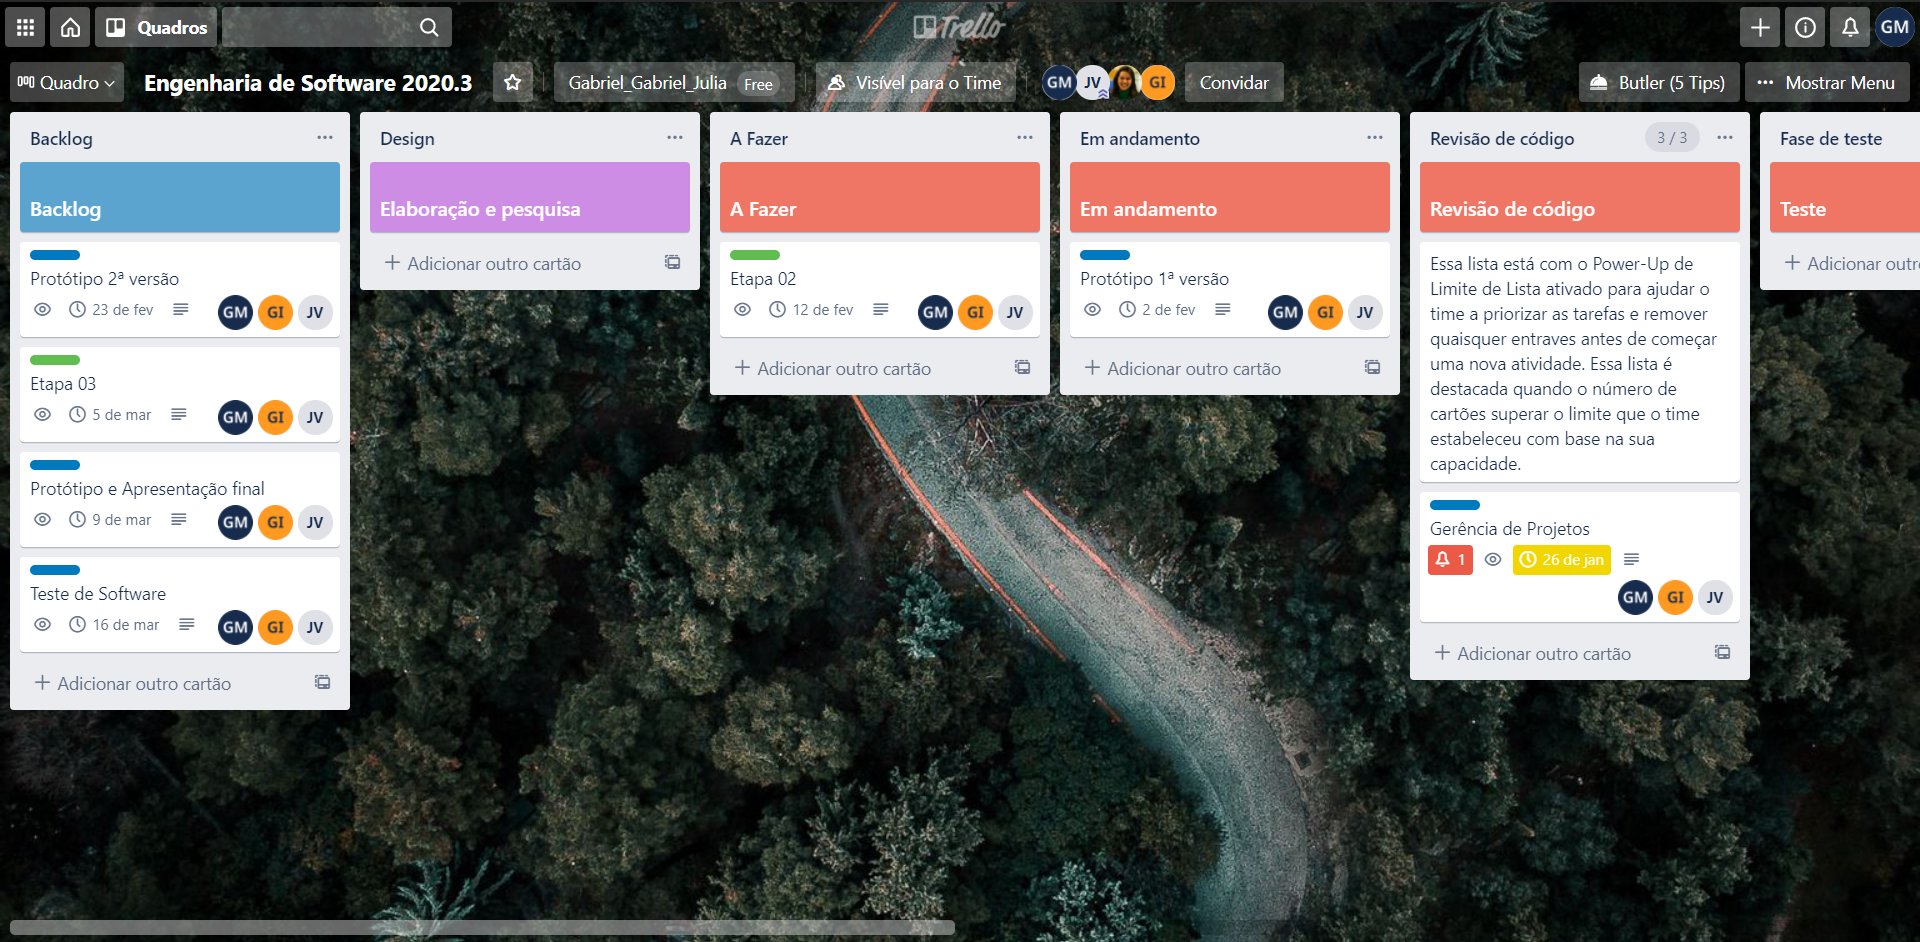 Quadros
Trello
GM
Quadro
Engenharia de Software 2020.3
Gabriel_Gabriel_Julia Free
Visível para o Time
GM JV GI
Convidar
Butler (5 Tips)
Mostrar Menu
Backlog
Backlog
Protótipo 2ª versão
23 de fev
GM GI JV
Etapa 03
5 de mar
GM GI JV
Protótipo e Apresentação final
9 de mar
GM GI JV
Teste de Software
16 de mar
GM GI JV
Adicionar outro cartão
Design
Elaboração e pesquisa
Adicionar outro cartão
A Fazer
A Fazer
Etapa 02
12 de fev
GM GI JV
Adicionar outro cartão
Em andamento
Em andamento
Protótipo 1ª versão
2 de fev
GM GI JV
Adicionar outro cartão
Revisão de código 3 / 3
Revisão de código
Essa lista está com o Power-Up de
Limite de Lista ativado para ajudar o
time a priorizar as tarefas e remover
quaisquer entraves antes de começar
uma nova atividade. Essa lista é
destacada quando o número de
cartões superar o limite que o time
estabeleceu com base na sua
capacidade.
Gerência de Projetos
1 26 de jan
GM GI JV
Adicionar outro cartão
Fase de teste
Teste
Adicionar outro